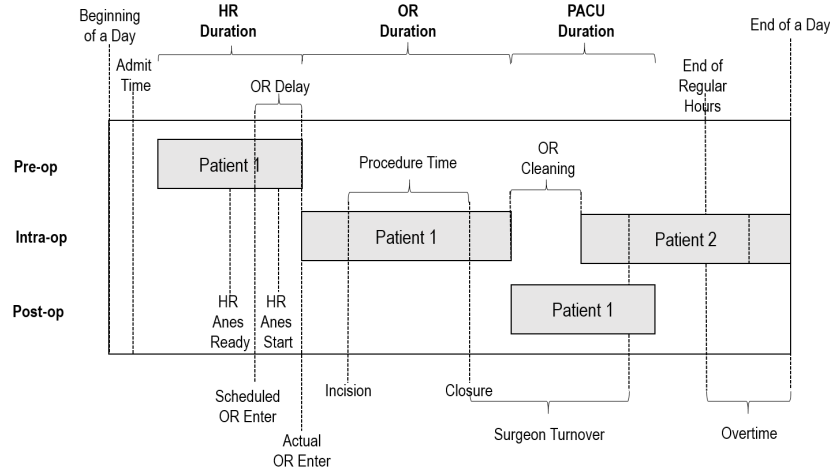 Beginning
of a Day
HR
Duration
OR
Duration
PACU
Duration
End of a Day
Admit
Time
OR Delay
End of
Regular
Hours
Pre-op
Patient 1
Procedure Time
OR
Cleaning
Intra-op
Patient 1
Patient 2
Post-op
HR
Anes
Ready
HR
Anes
Start
Patient 1
Scheduled
OR Enter
Incision
Closure
Actual
OR Enter
Surgeon Turnover
Overtime